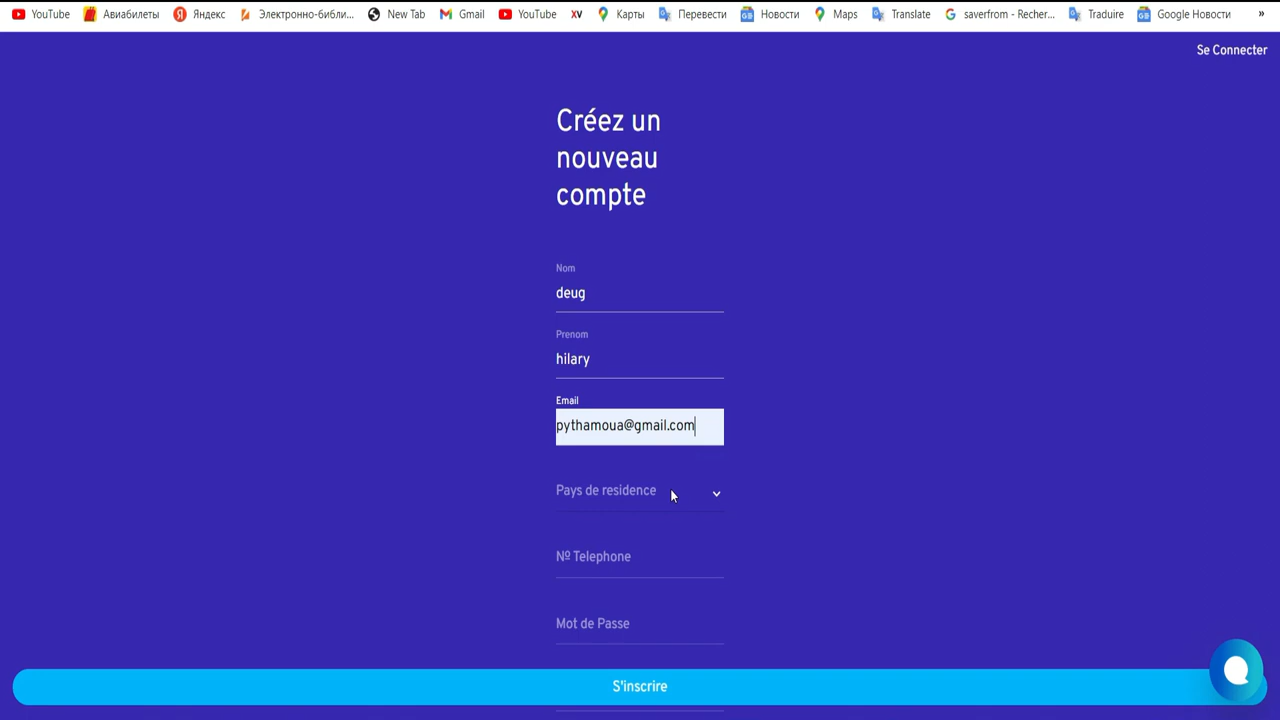 YouTube Авиабилеты Яндекс Электронно-библи... New Tab Gmail YouTube XV Карты Перевести Новости Maps Translate saverfrom - Recher... Traduire Google Новости »
Se Connecter
Créez un
nouveau
compte
Nom
deug
Prenom
hilary
Email
pythamoua@gmail.com
Pays de residence
Nº Telephone
Mot de Passe
S'inscrire